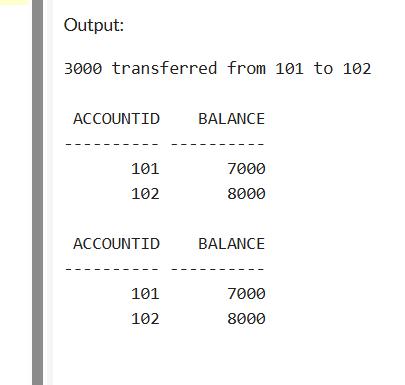 Output:
3000 transferred from 101 to 102
ACCOUNTID    BALANCE
---------- ----------
       101       7000
       102       8000
ACCOUNTID    BALANCE
---------- ----------
       101       7000
       102       8000